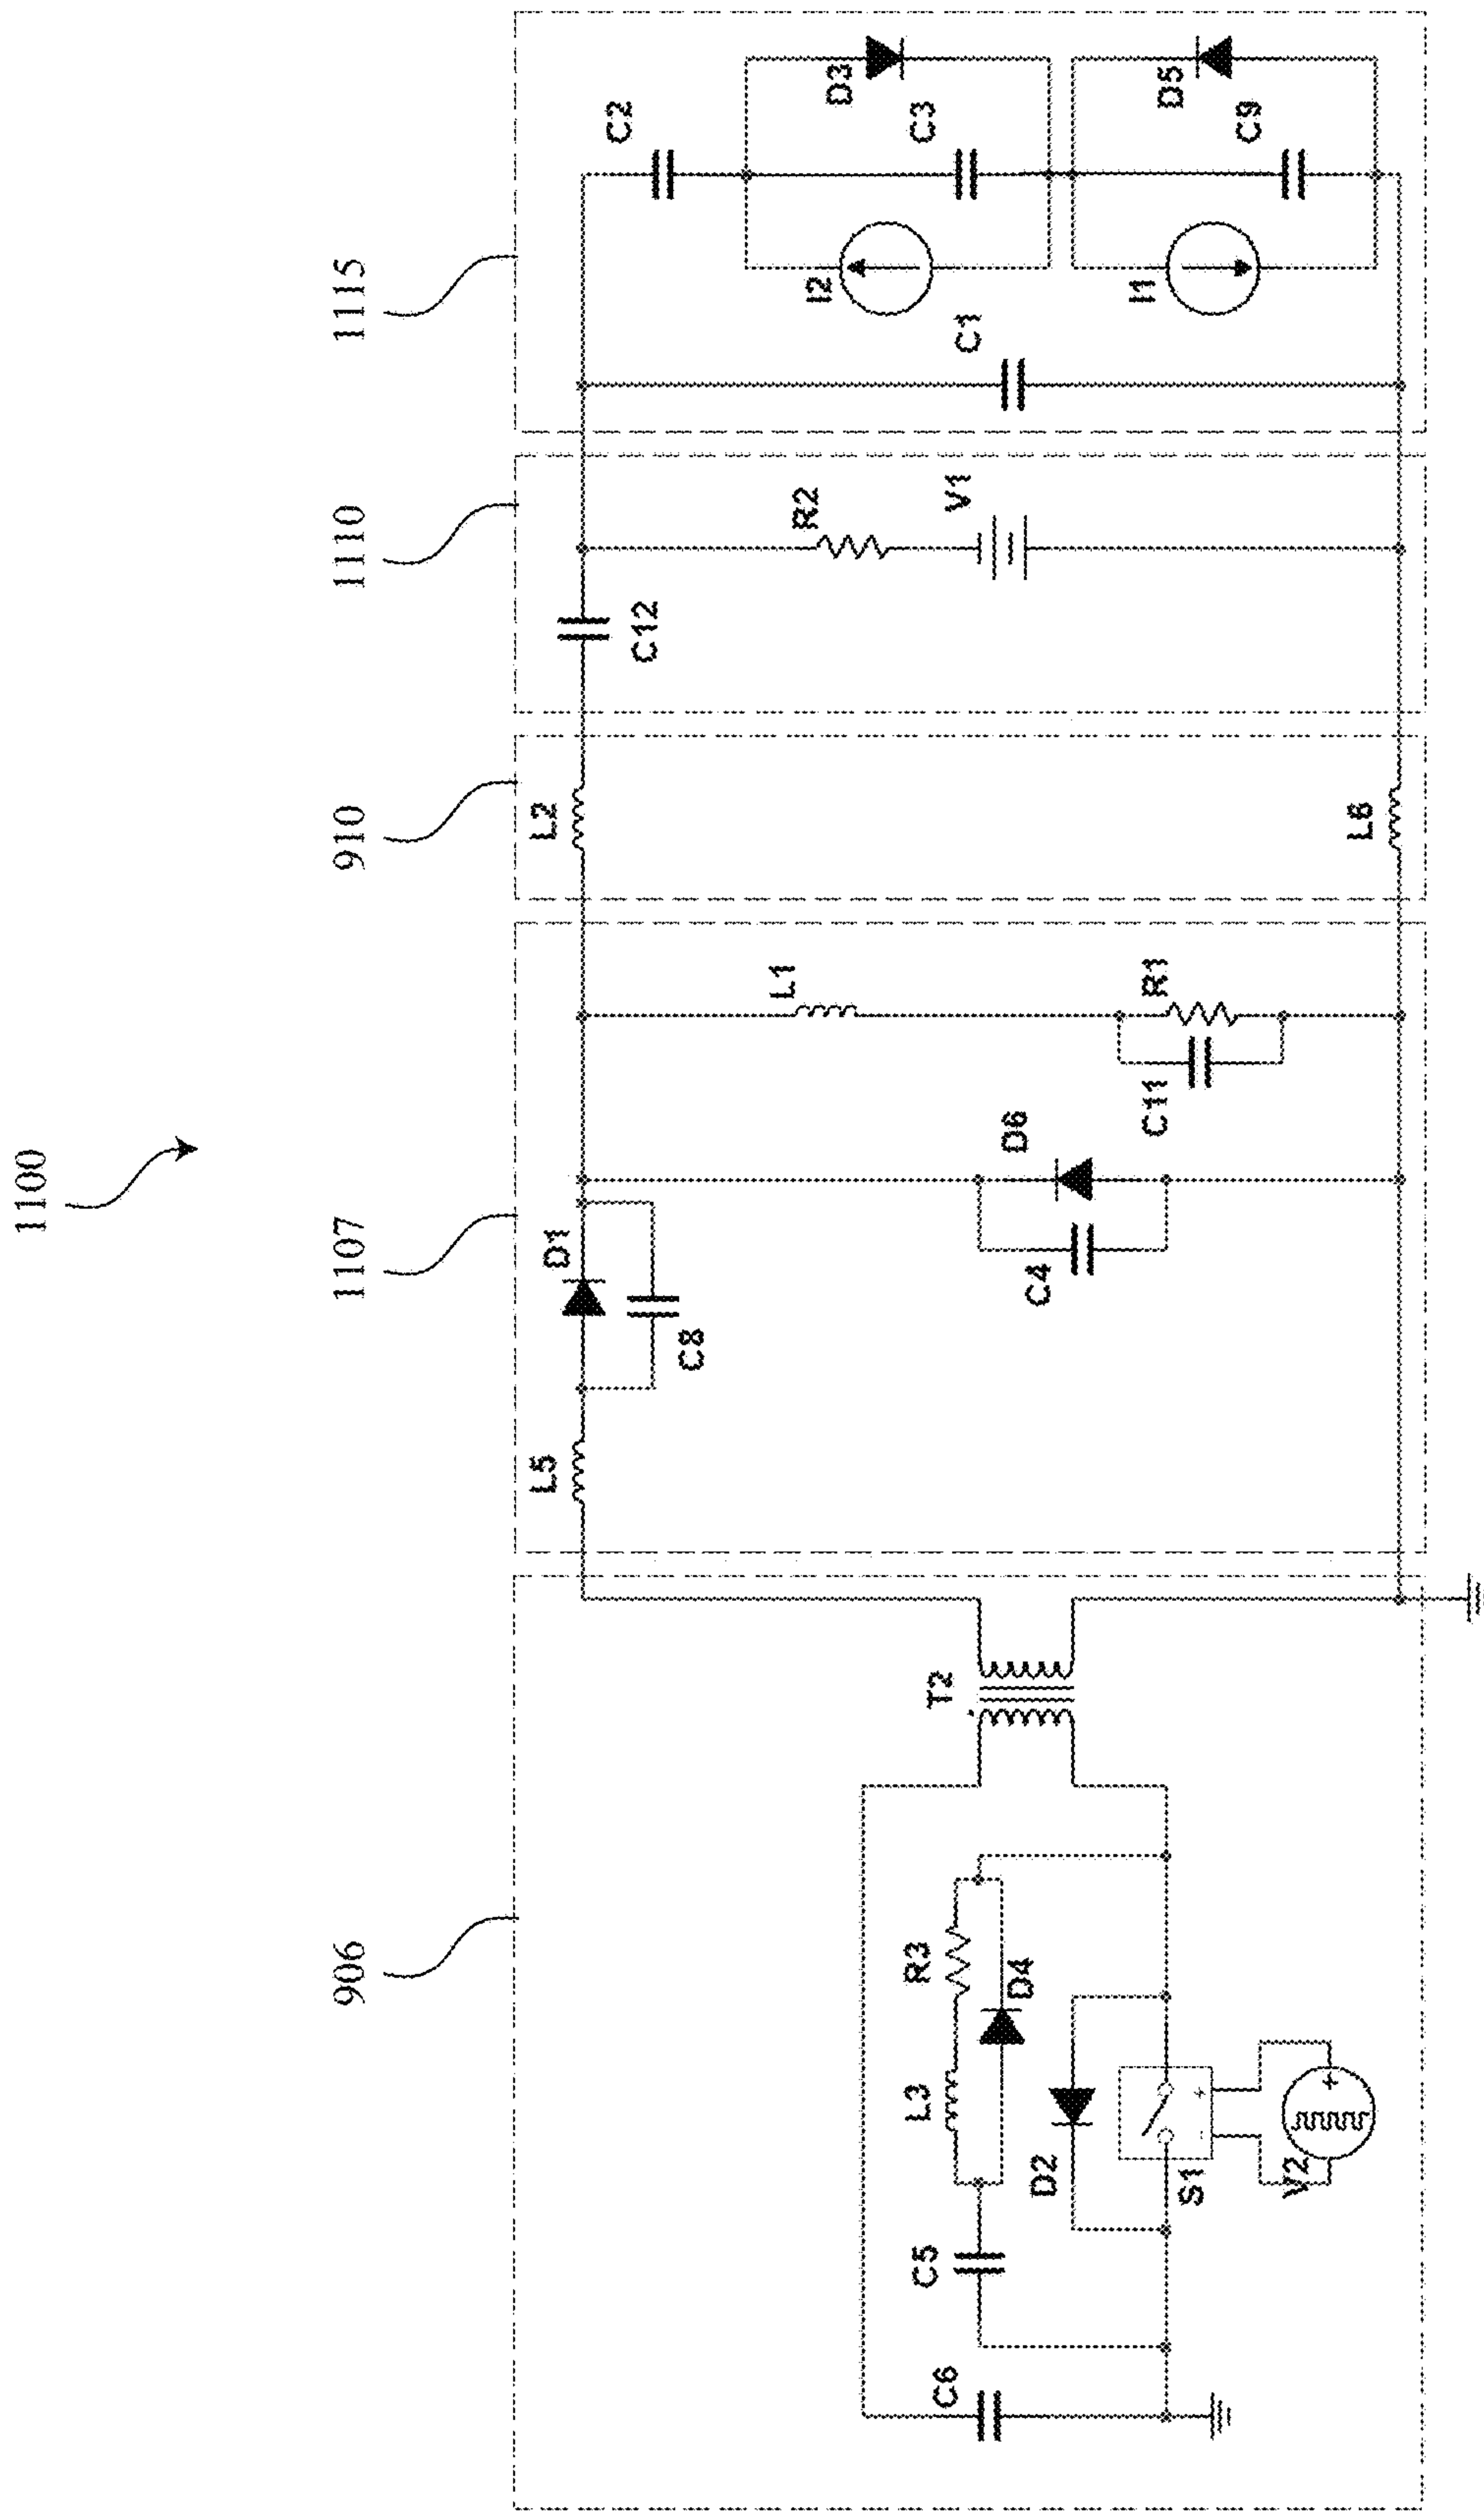 1100
906
1107
910
1110
1115
C6
C5
L3
R3
D4
D2
S1
- +
V2
+
T2
L5
D1
C8
C4
D6
C11
R1
L1
L2
L6
C12
R2
V1
C1
C2
I2
C3
D3
I1
C9
D5